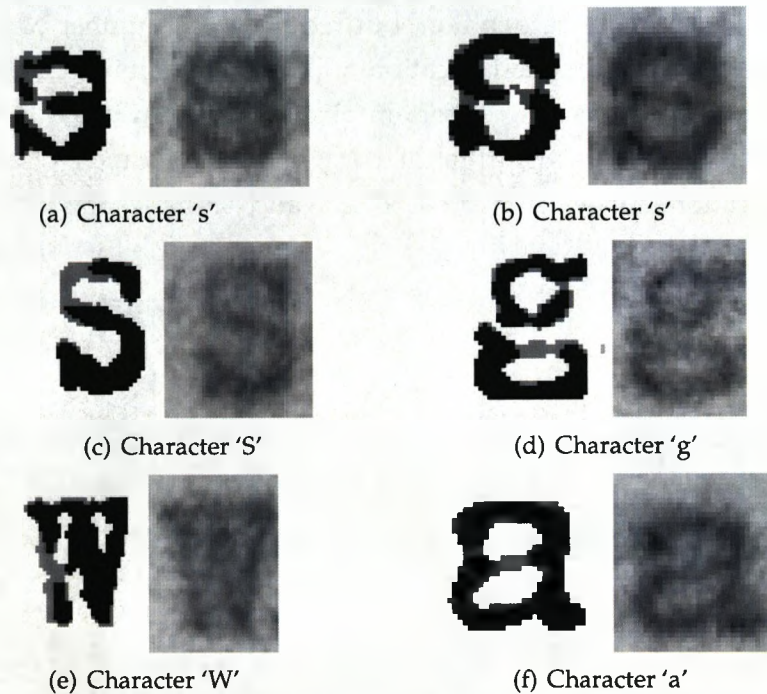 s s
(a) Character 's' (b) Character 's'
S g
(c) Character 'S' (d) Character 'g'
W a
(e) Character 'W' (f) Character 'a'